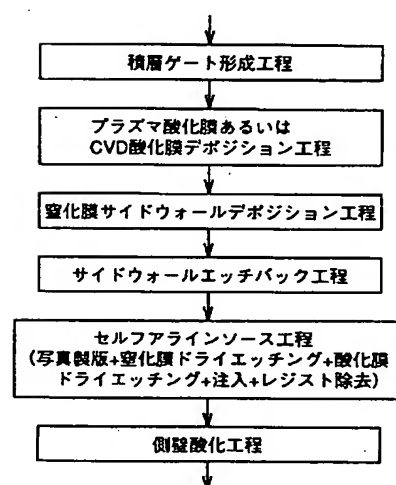 積層ゲート形成工程
プラズマ酸化膜あるいは
CVD酸化膜デポジション工程
窒化膜サイドウォールデポジション工程
サイドウォールエッチバック工程
セルフアラインソース工程
(写真製版+窒化膜ドライエッチング+酸化膜
ドライエッチング+注入+レジスト除去)
側壁酸化工程